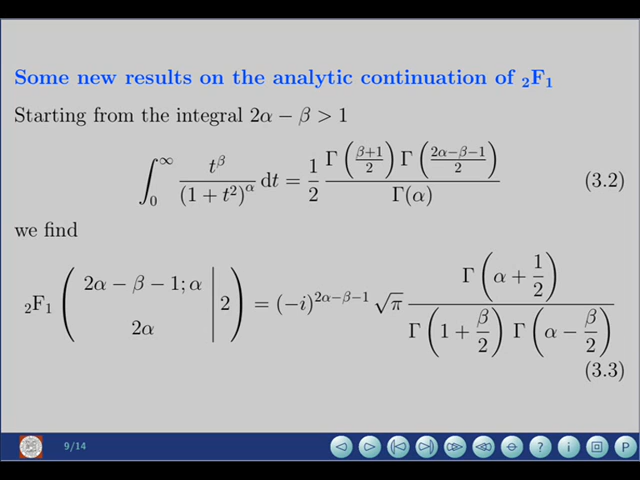 Some new results on the analytic continuation of ₂F₁
Starting from the integral 2α − β > 1
∫₀^∞ t^β / (1 + t²)^α dt = 1/2 Γ((β+1)/2) Γ((2α−β−1)/2) / Γ(α) (3.2)
we find
₂F₁ ( 2α − β − 1; α 2α | 2 ) = (−i)^{2α−β−1} √π Γ(α + 1/2) / Γ(1 + β/2) Γ(α − β/2)
(3.3)
9/14
? i P